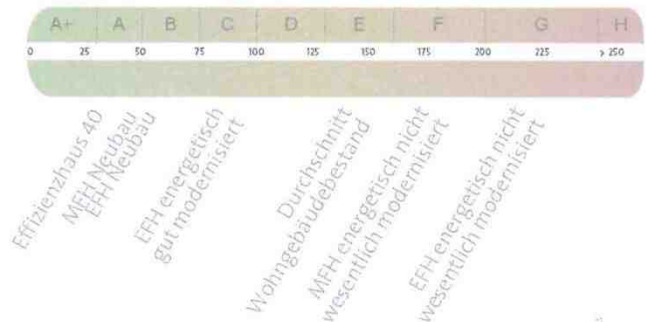 A+ A B C D E F G H
0 25 50 75 100 125 150 175 200 225 > 250
Effizienzhaus 40
MFH Neubau
EFH Neubau
EFH energetisch
gut modernisiert
Durchschnitt
Wohngebäudebestand
MFH energetisch nicht
wesentlich modernisiert
EFH energetisch nicht
wesentlich modernisiert